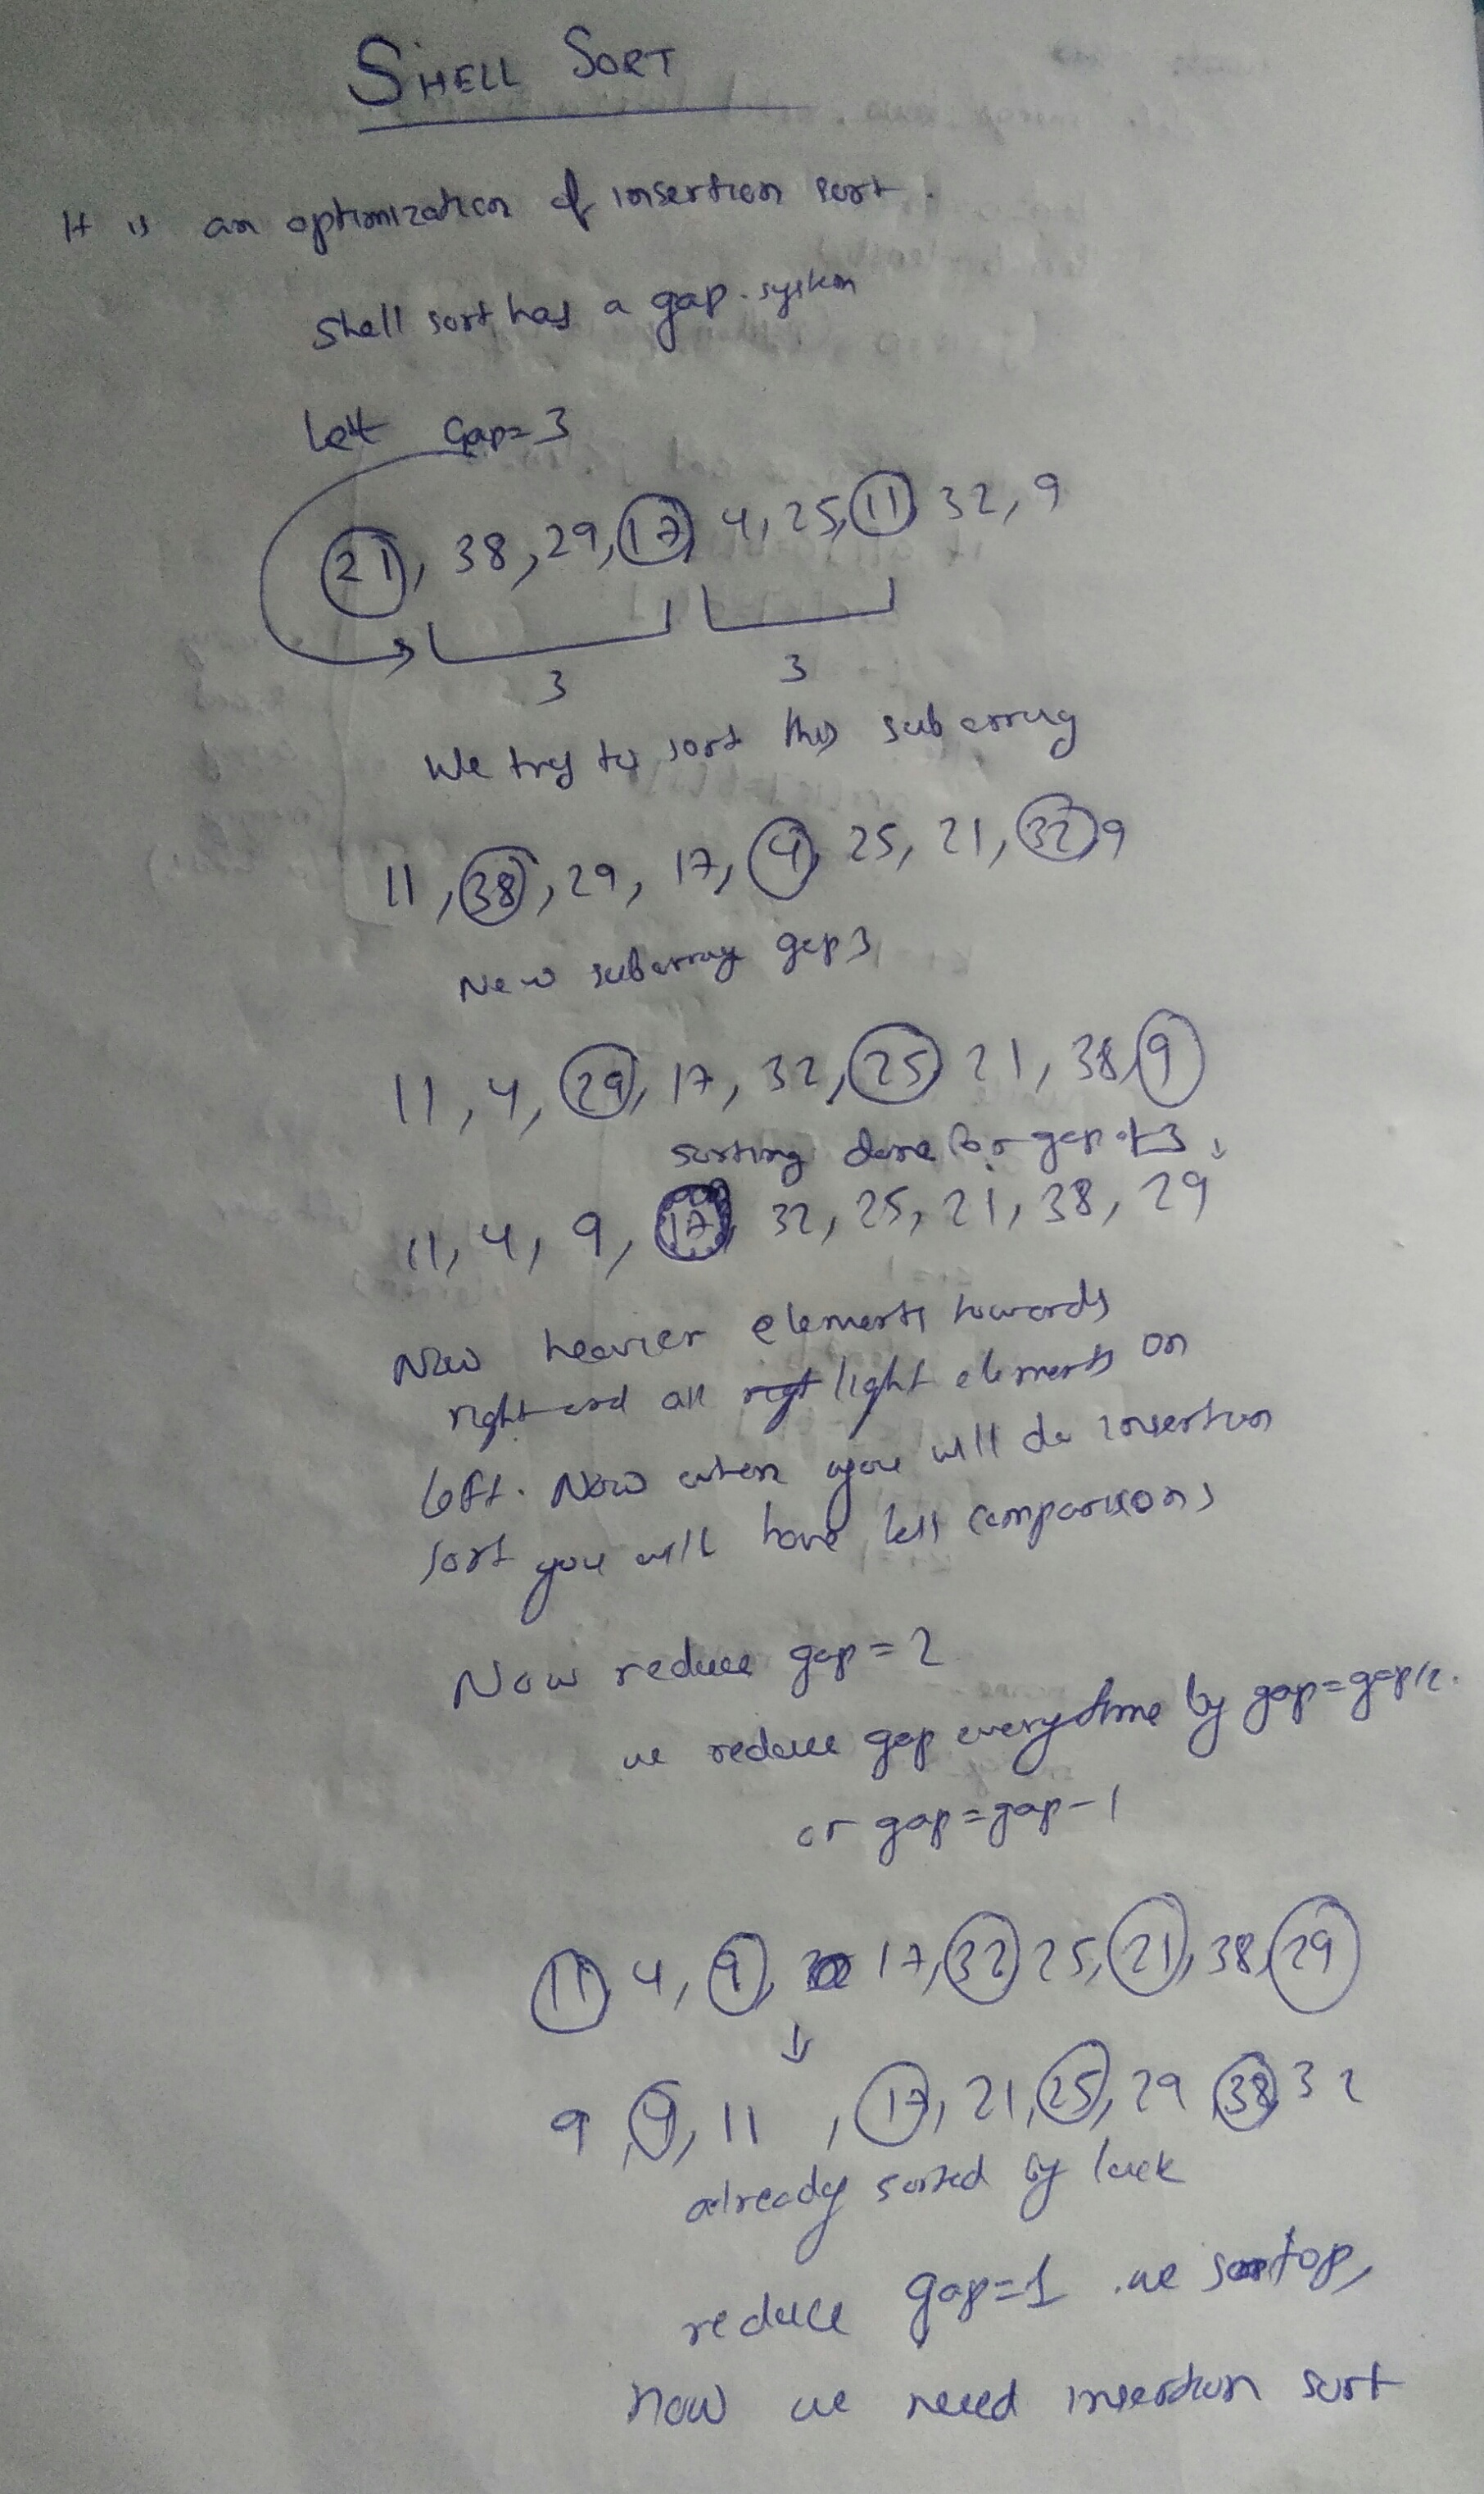 SHELL SORT
It is an optimization of insertion sort.
Shell sort has a gap system
Let Gap=3
21, 38, 29, 17, 4, 25, 11 32, 9
3 3
We try to sort this subarray
11, 38, 29, 17, 4, 25, 21, 32, 9
New subarray gap 3
11, 4, 29, 17, 32, 25, 21, 38, 9
sorting done for gap of 3
11, 4, 9, 17, 32, 25, 21, 38, 29
Now heavier elements towards
right and all light elements on
left. Now when you will do insertion
sort you will have less comparisons
Now reduce gap = 2
we reduce gap everytime by gap=gap/2.
or gap=gap-1
11, 4, 9, 17, 32 25, 21, 38, 29
9, 4, 11, 17, 21, 25, 29 38, 32
already sorted by luck
reduce gap=1 we stop,
now we need insertion sort